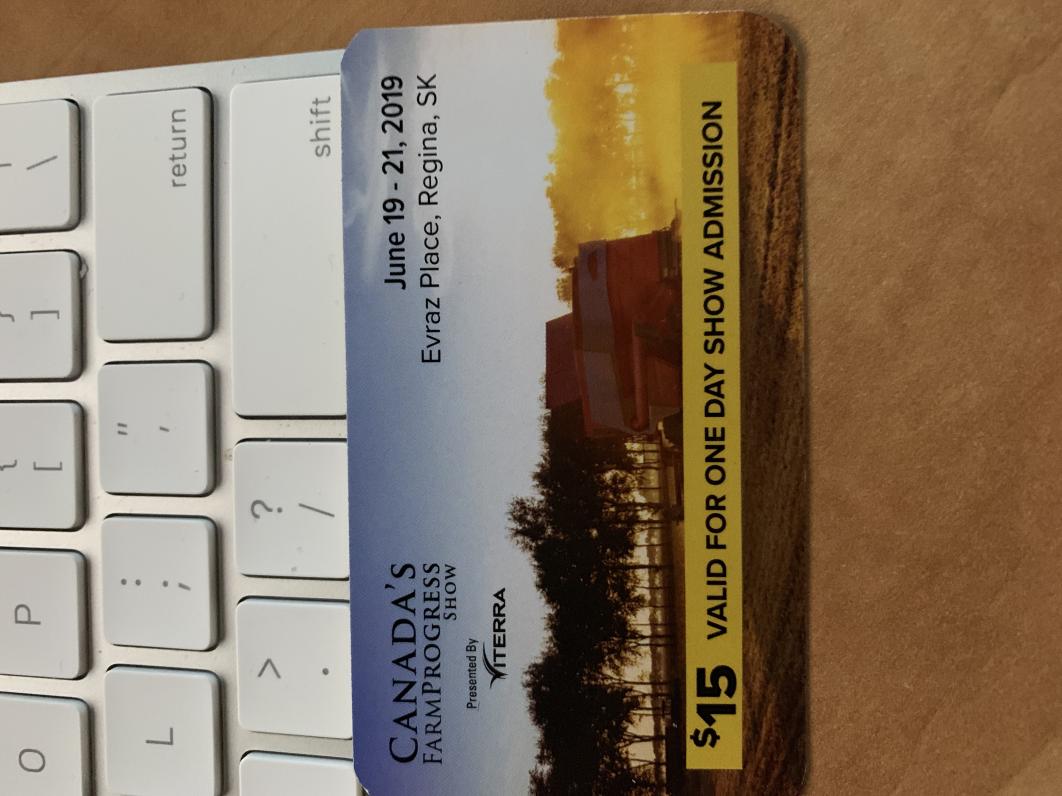 CANADA'S
FARMPROGRESS
SHOW
Presented By
VITERRA
June 19 - 21, 2019
Evraz Place, Regina, SK
$15 VALID FOR ONE DAY SHOW ADMISSION
O
P
{
[
}
]
|
\
L
:
;
"
'
return
>
.
?
/
shift